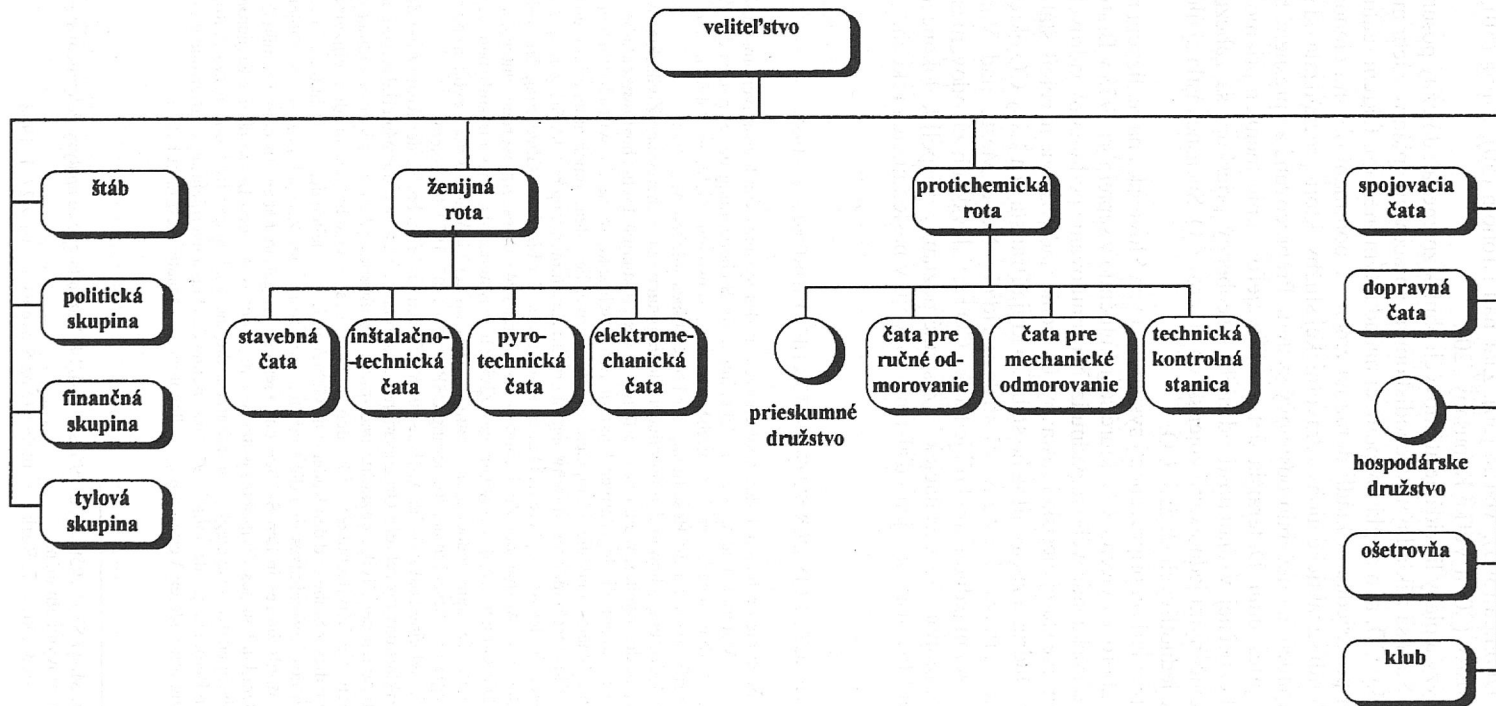 veliteľstvo
štáb
politická
skupina
finančná
skupina
tylová
skupina
ženijná
rota
stavebná
čata
inštalačno-
-technická
čata
pyro-
technická
čata
elektrome-
chanická
čata
protichemická
rota
prieskumné
družstvo
čata pre
ručné od-
morovanie
čata pre
mechanické
odmorovanie
technická
kontrolná
stanica
spojovacia
čata
dopravná
čata
hospodárske
družstvo
ošetrovňa
klub